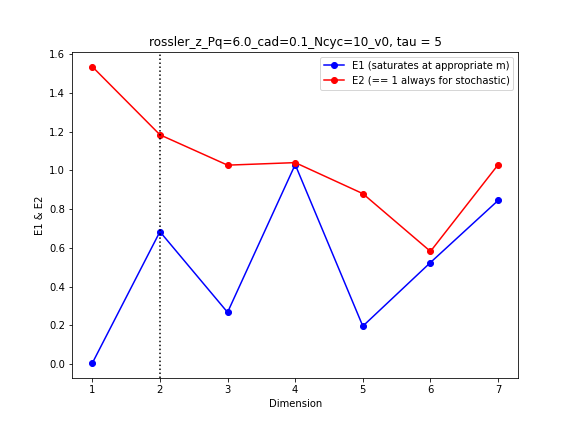 rossler_z_Pq=6.0_cad=0.1_Ncyc=10_v0, tau = 5
E1 (saturates at appropriate m)
E2 (== 1 always for stochastic)
E1 & E2
1.6
1.4
1.2
1.0
0.8
0.6
0.4
0.2
0.0
1 2 3 4 5 6 7
Dimension